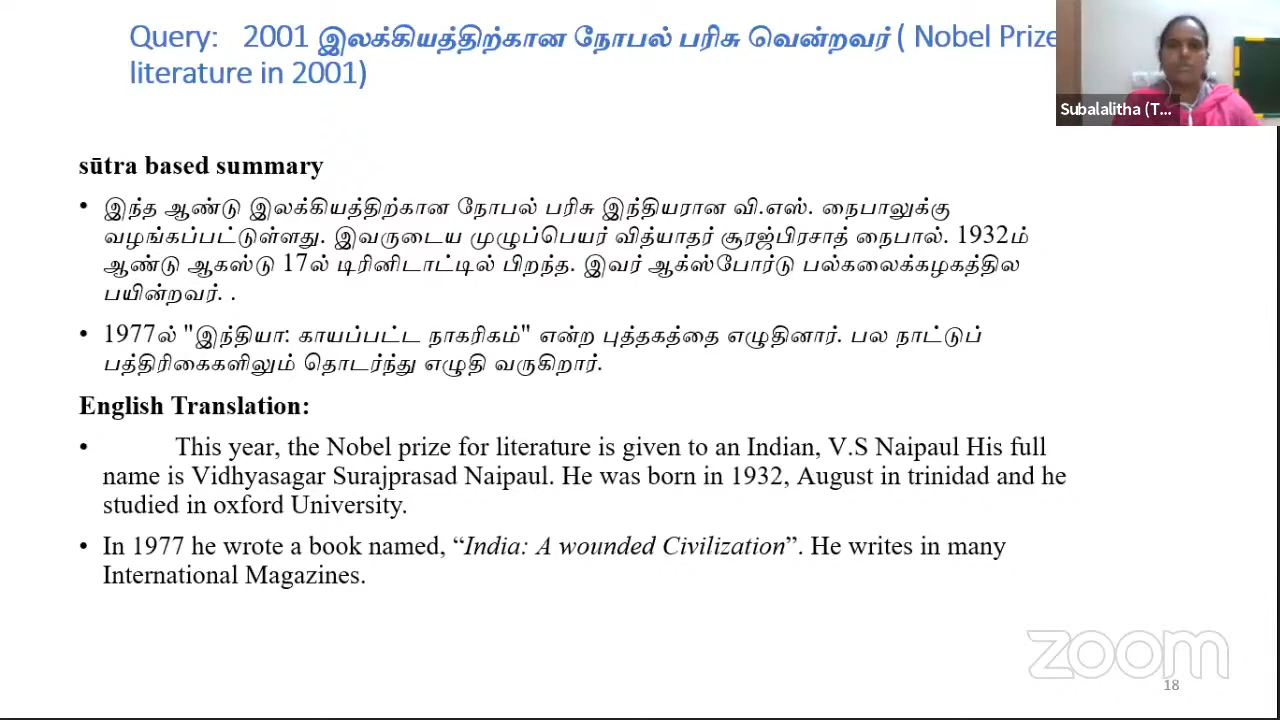 Query: 2001 இலக்கியத்திற்கான நோபல் பரிசு வென்றவர் ( Nobel Prize
literature in 2001)
Subalalitha (T...
sūtra based summary
• இந்த ஆண்டு இலக்கியத்திற்கான நோபல் பரிசு இந்தியரான வி.எஸ். நைபாலுக்கு
வழங்கப்பட்டுள்ளது. இவருடைய முழுப்பெயர் வித்யாதர் சூரஜ்பிரசாத் நைபால். 1932ம்
ஆண்டு ஆகஸ்டு 17ல் டிரினிடாட்டில் பிறந்த. இவர் ஆக்ஸ்போர்டு பல்கலைக்கழகத்தில
பயின்றவர். .
• 1977ல் "இந்தியா: காயப்பட்ட நாகரிகம்" என்ற புத்தகத்தை எழுதினார். பல நாட்டுப்
பத்திரிகைகளிலும் தொடர்ந்து எழுதி வருகிறார்.
English Translation:
• This year, the Nobel prize for literature is given to an Indian, V.S Naipaul His full
name is Vidhyasagar Surajprasad Naipaul. He was born in 1932, August in trinidad and he
studied in oxford University.
• In 1977 he wrote a book named, “India: A wounded Civilization”. He writes in many
International Magazines.
zoom
18